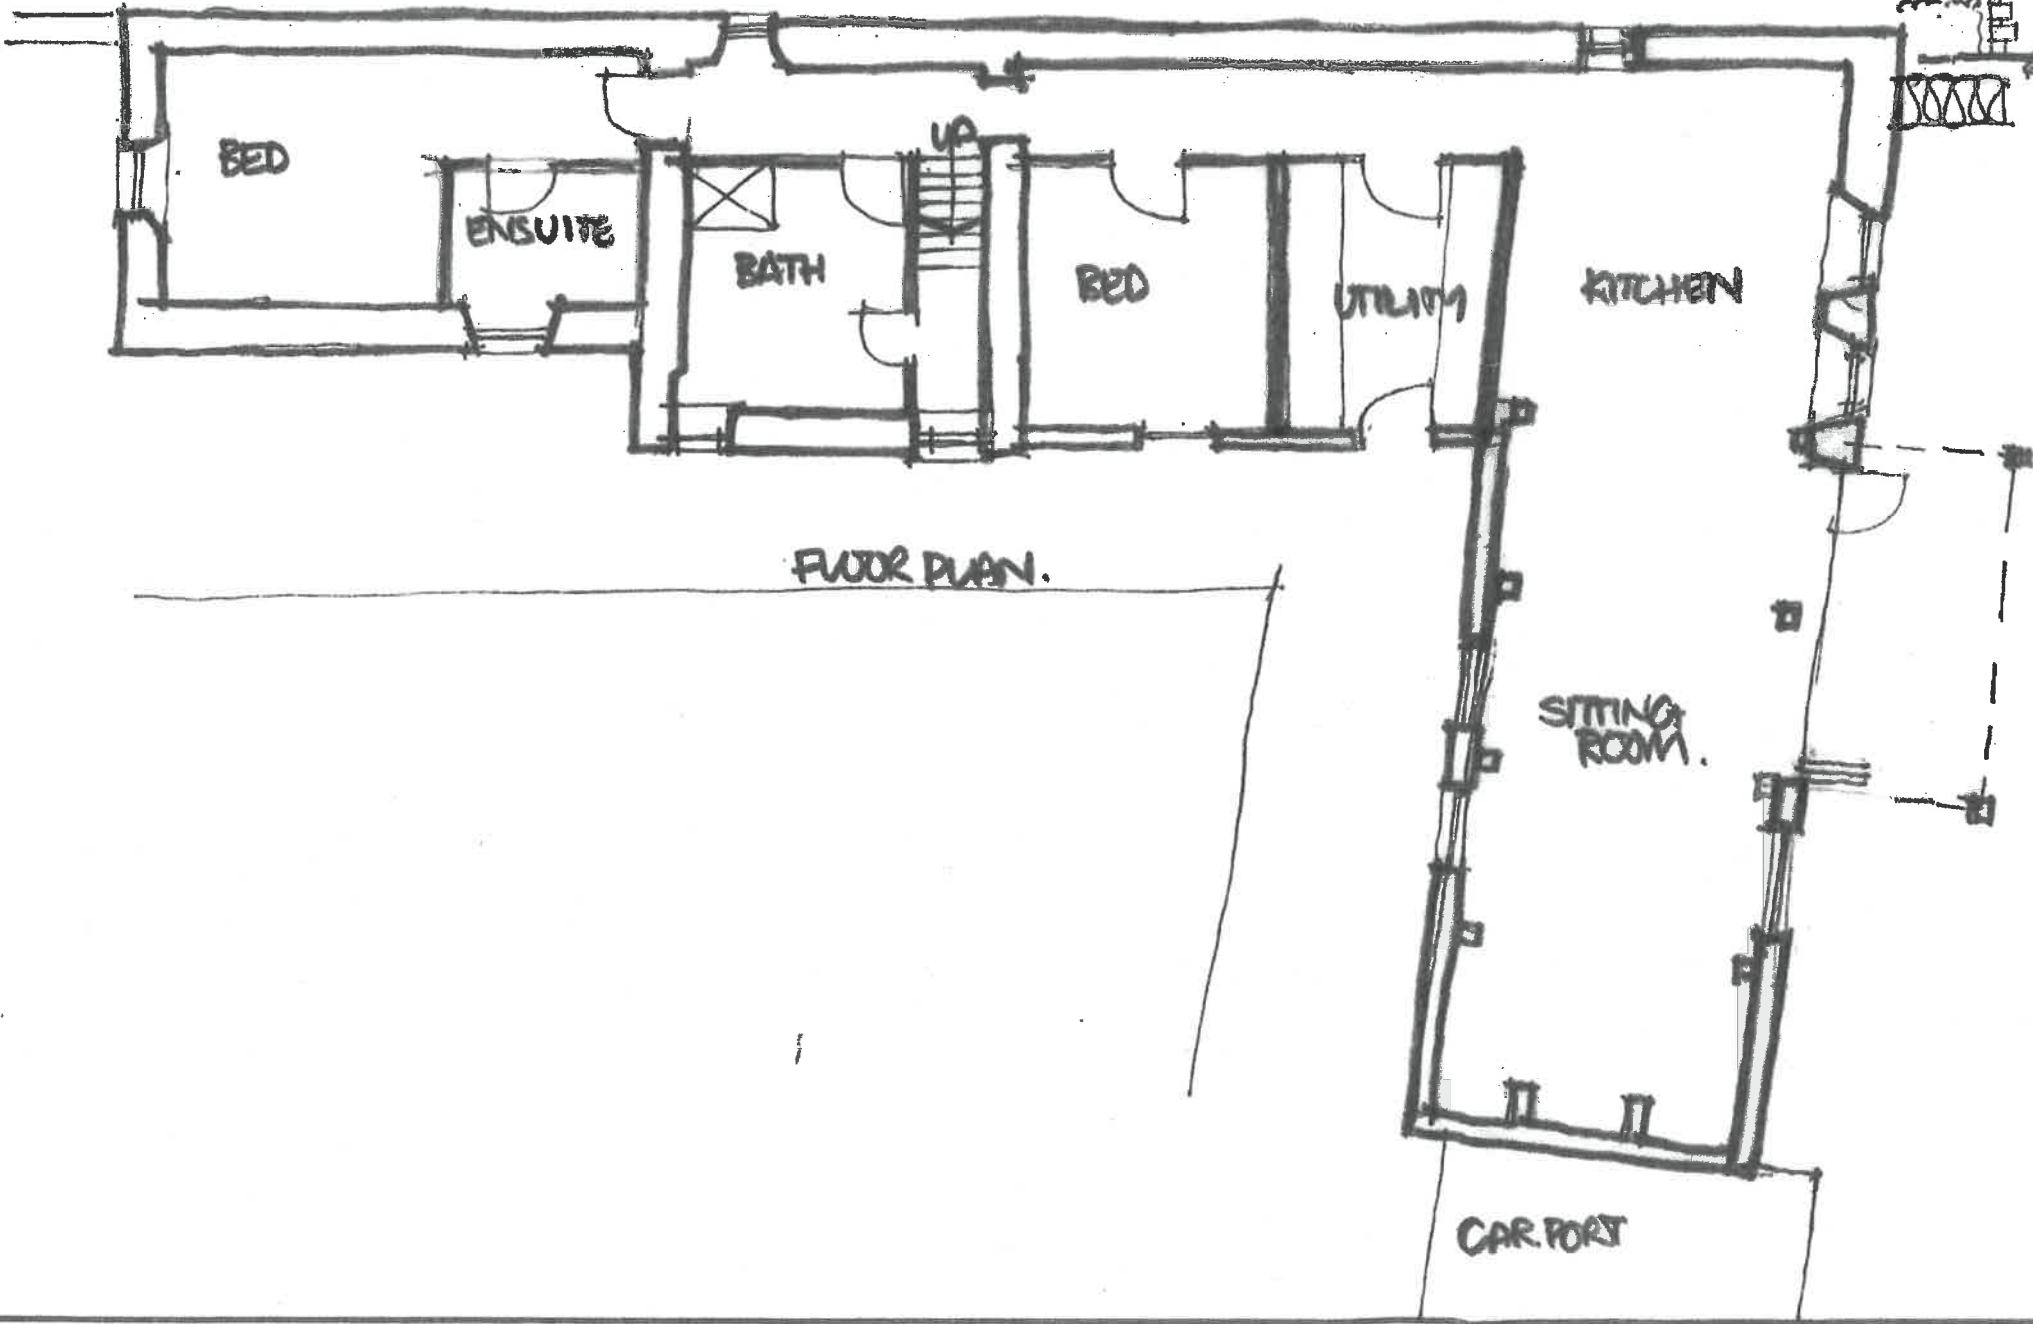 UP
BED
ENSUITE
BATH
BED
UTILITY
KITCHEN
FLOOR PLAN.
SITTING
ROOM.
CAR.PORT